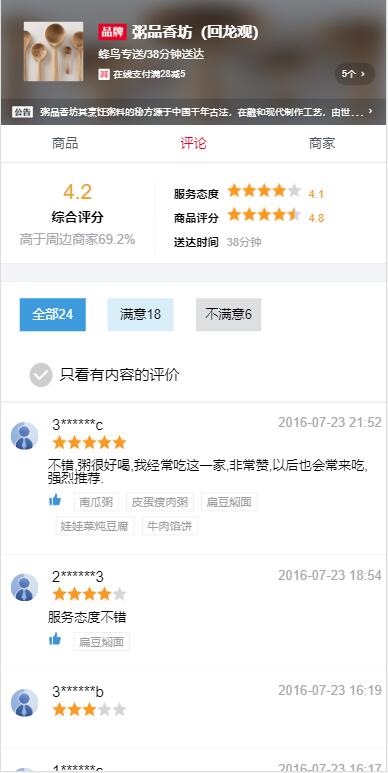 品牌 粥品香坊（回龙观)
蜂鸟专送/38分钟送达
减 在线支付满28减5
5个 >
公告 粥品香坊其烹饪粥料的秘方源于中国千年古法，在融和现代制作工艺，由世... >
商品 评论 商家
4.2
综合评分
高于周边商家69.2%
服务态度 4.1
商品评分 4.8
送达时间 38分钟
全部24 满意18 不满意6
只看有内容的评价
3******c 2016-07-23 21:52
不错,粥很好喝,我经常吃这一家,非常赞,以后也会常来吃,
强烈推荐.
南瓜粥 皮蛋瘦肉粥 扁豆焖面
娃娃菜炖豆腐 牛肉馅饼
2******3 2016-07-23 18:54
服务态度不错
扁豆焖面
3******b 2016-07-23 16:19
1******c 2016-07-23 16:17